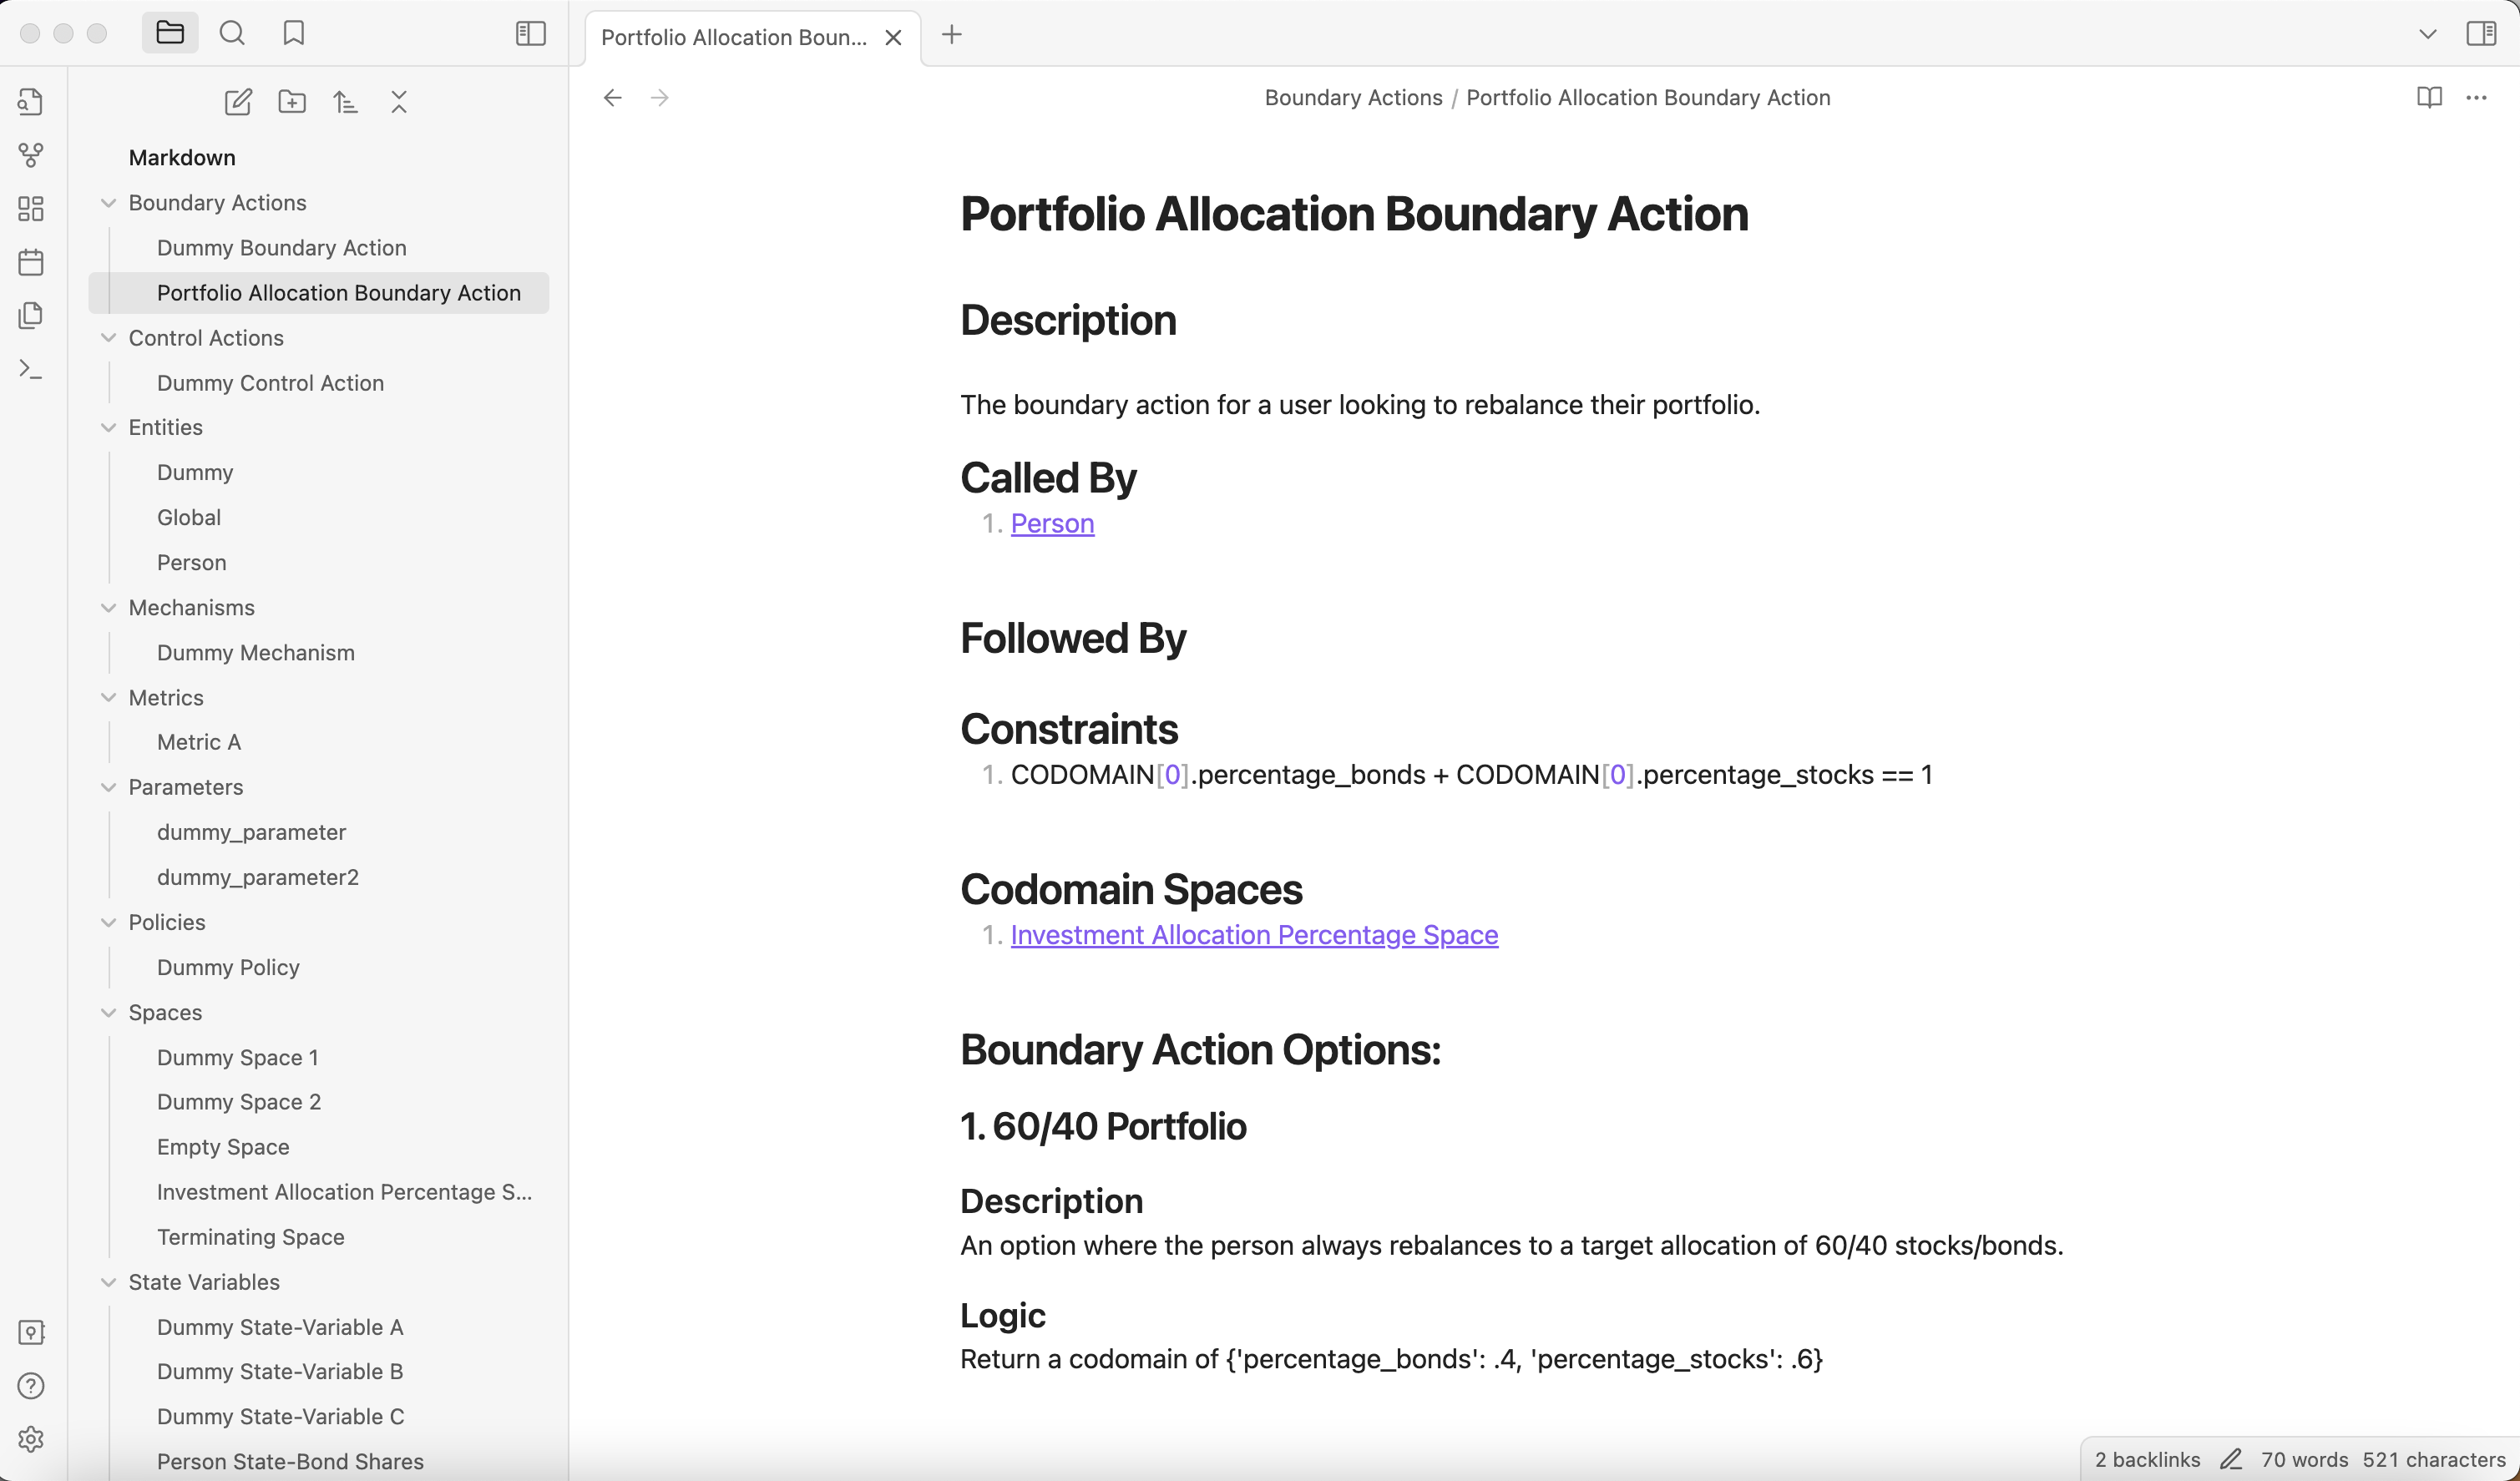 Portfolio Allocation Boun...
Boundary Actions / Portfolio Allocation Boundary Action
Markdown
Boundary Actions
Dummy Boundary Action
Portfolio Allocation Boundary Action
Control Actions
Dummy Control Action
Entities
Dummy
Global
Person
Mechanisms
Dummy Mechanism
Metrics
Metric A
Parameters
dummy_parameter
dummy_parameter2
Policies
Dummy Policy
Spaces
Dummy Space 1
Dummy Space 2
Empty Space
Investment Allocation Percentage S...
Terminating Space
State Variables
Dummy State-Variable A
Dummy State-Variable B
Dummy State-Variable C
Person State-Bond Shares
Portfolio Allocation Boundary Action
Description
The boundary action for a user looking to rebalance their portfolio.
Called By
1. Person
Followed By
Constraints
1. CODOMAIN[0].percentage_bonds + CODOMAIN[0].percentage_stocks == 1
Codomain Spaces
1. Investment Allocation Percentage Space
Boundary Action Options:
1. 60/40 Portfolio
Description
An option where the person always rebalances to a target allocation of 60/40 stocks/bonds.
Logic
Return a codomain of {'percentage_bonds': .4, 'percentage_stocks': .6}
2 backlinks 70 words 521 characters